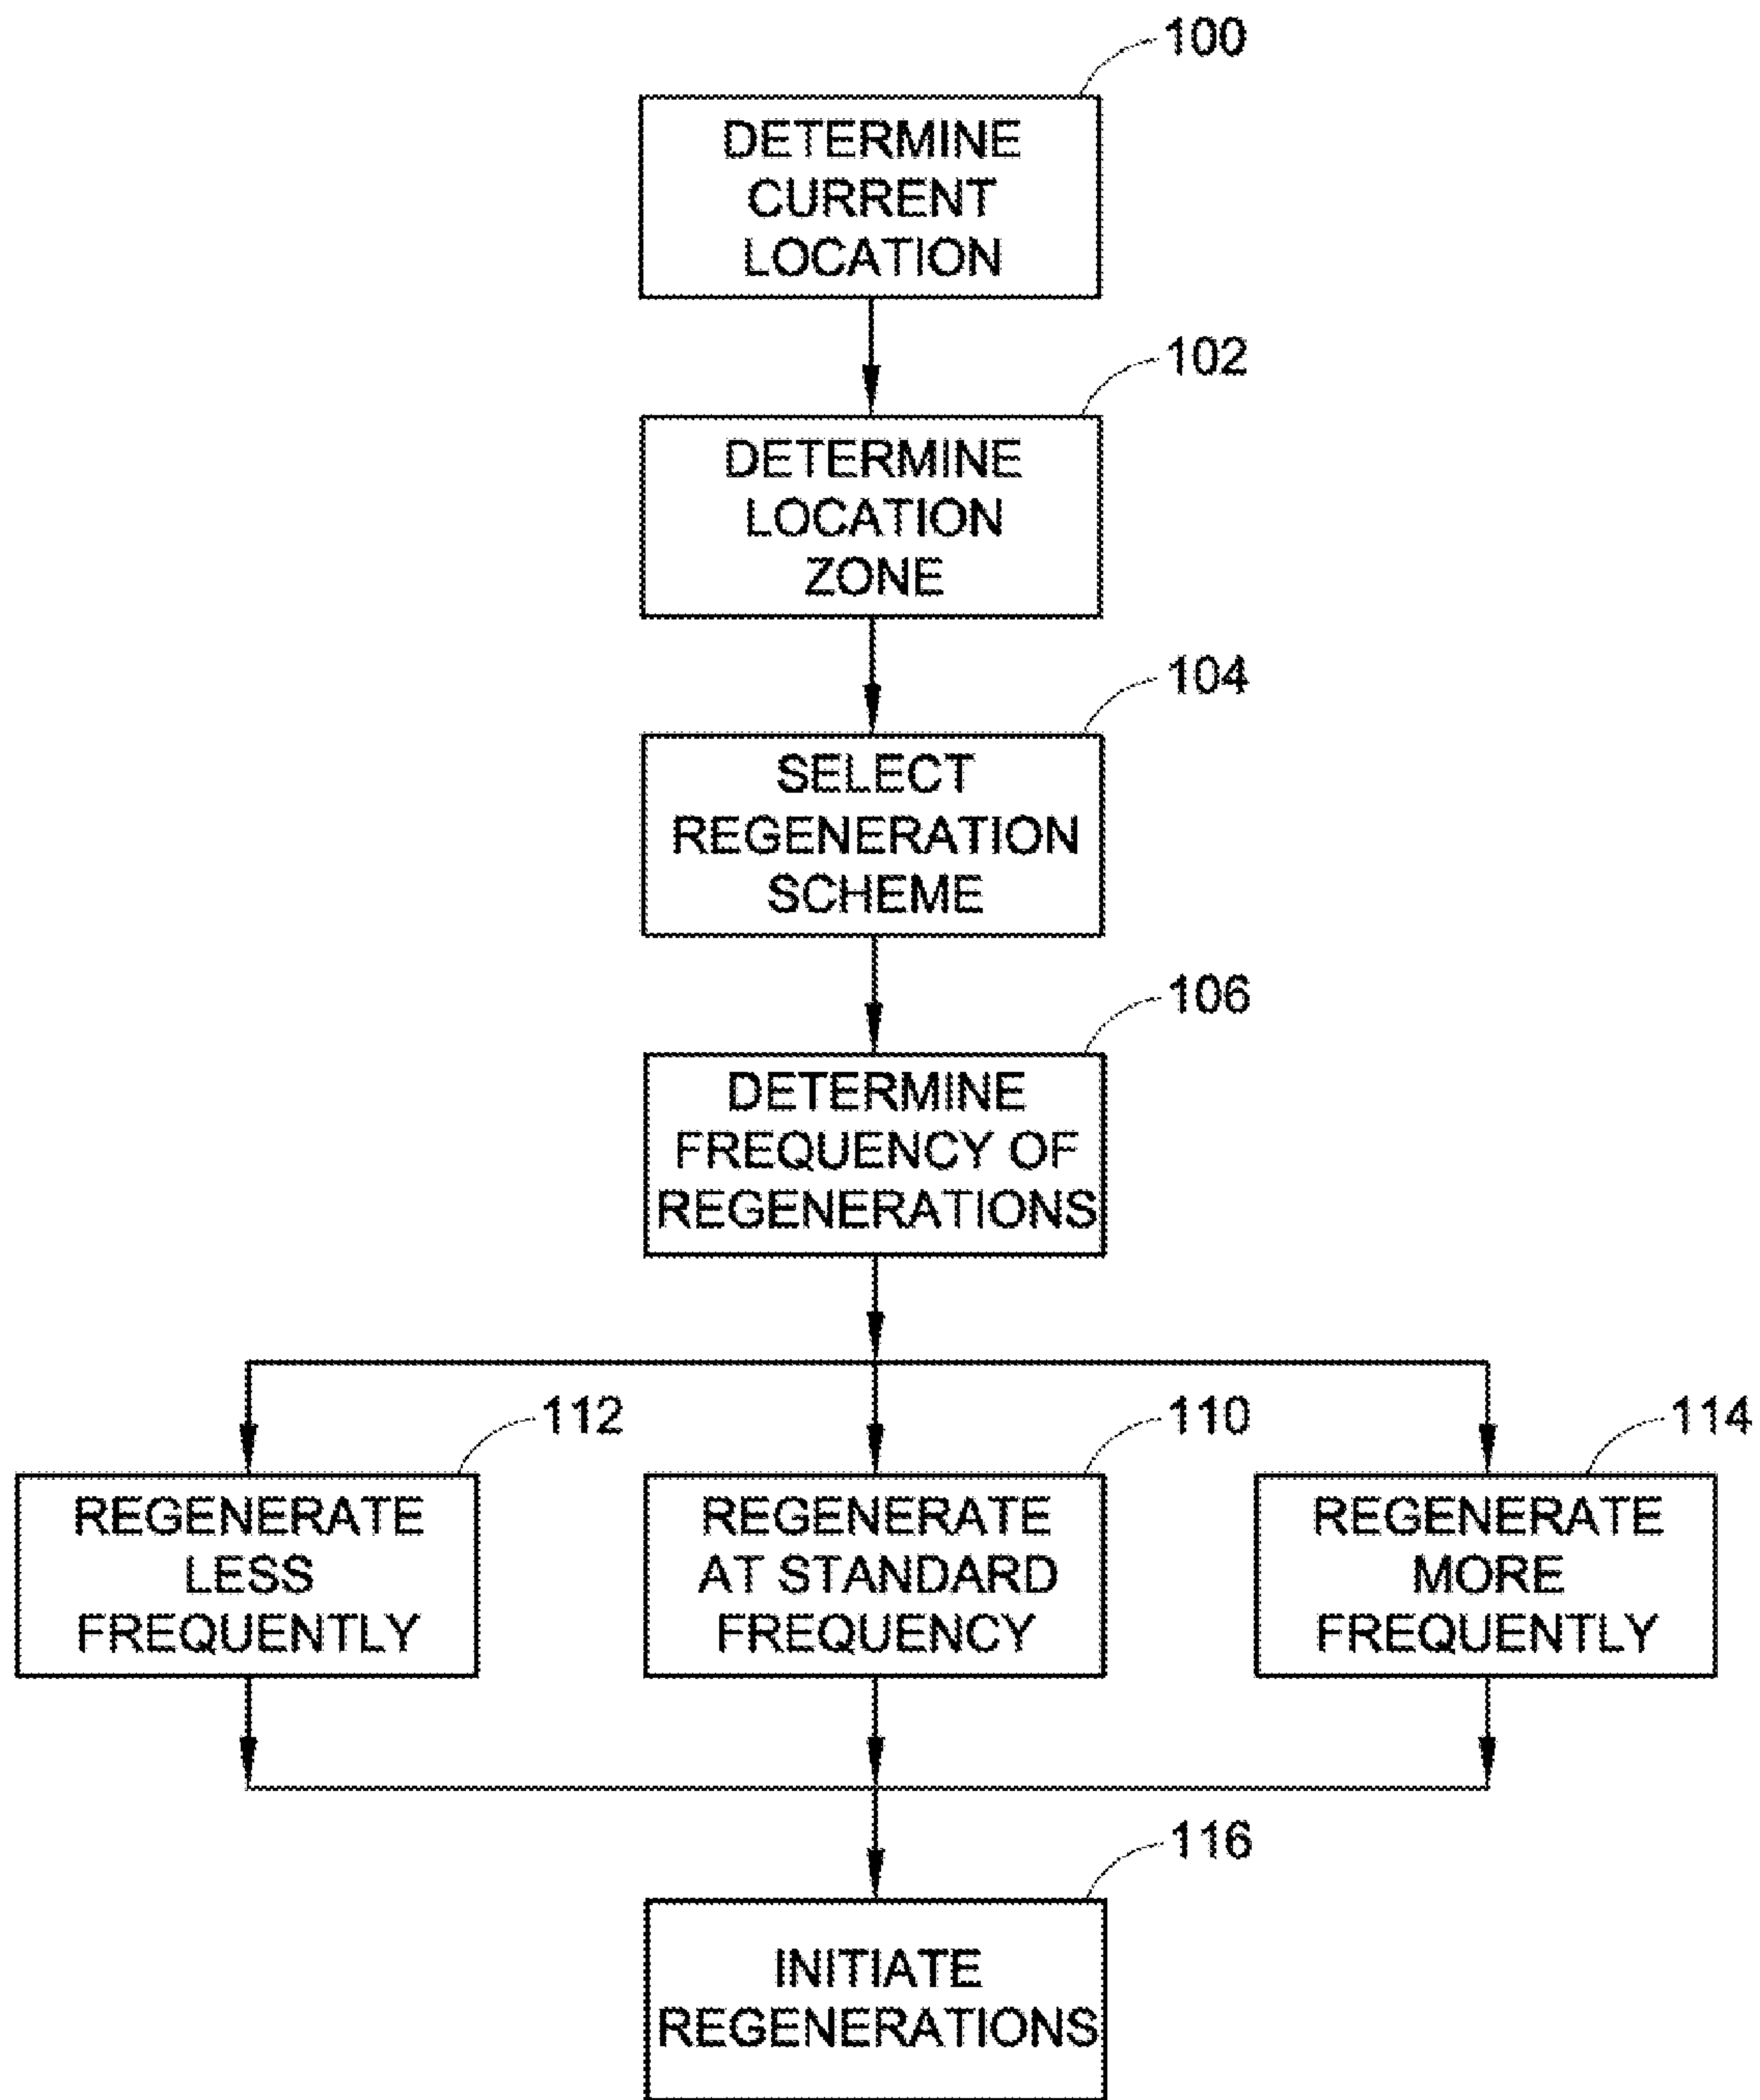 100
DETERMINE
CURRENT
LOCATION
102
DETERMINE
LOCATION
ZONE
104
SELECT
REGENERATION
SCHEME
106
DETERMINE
FREQUENCY OF
REGENERATIONS
112
REGENERATE
LESS
FREQUENTLY
110
REGENERATE
AT STANDARD
FREQUENCY
114
REGENERATE
MORE
FREQUENTLY
116
INITIATE
REGENERATIONS